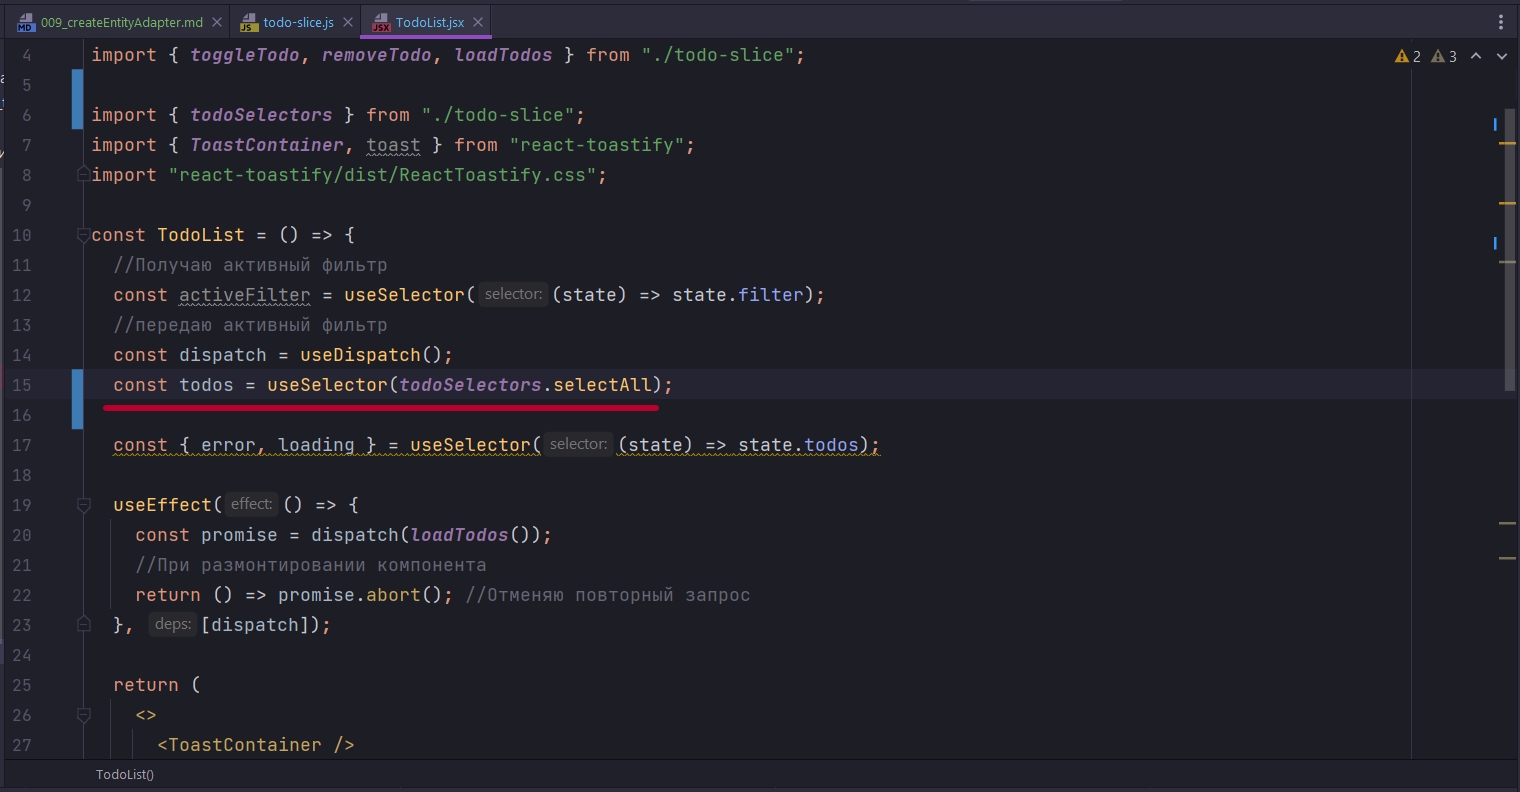 009_createEntityAdapter.md todo-slice.js TodoList.jsx
4 import { toggleTodo, removeTodo, loadTodos } from "./todo-slice"; 2 3
5
6 import { todoSelectors } from "./todo-slice";
7 import { ToastContainer, toast } from "react-toastify";
8 import "react-toastify/dist/ReactToastify.css";
9
10 const TodoList = () => {
11 //Получаю активный фильтр
12 const activeFilter = useSelector( selector: (state) => state.filter);
13 //передаю активный фильтр
14 const dispatch = useDispatch();
15 const todos = useSelector(todoSelectors.selectAll);
16
17 const { error, loading } = useSelector( selector: (state) => state.todos);
18
19 useEffect( effect: () => {
20 const promise = dispatch(loadTodos());
21 //При размонтировании компонента
22 return () => promise.abort(); //Отменяю повторный запрос
23 }, deps: [dispatch]);
24
25 return (
26 <>
27 <ToastContainer />
TodoList()